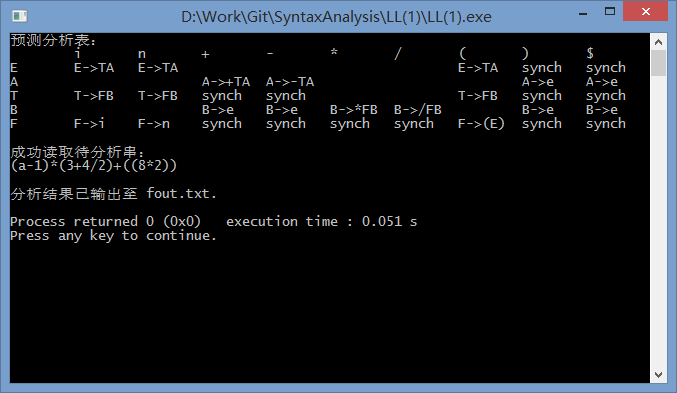 D:\Work\Git\SyntaxAnalysis\LL(1)\LL(1).exe
预测分析表：
        i       n       +       -       *       /       (       )       $
E       E->TA   E->TA                                   E->TA   synch   synch
A                       A->+TA  A->-TA                          A->e    A->e
T       T->FB   T->FB   synch   synch                   T->FB   synch   synch
B                       B->e    B->e    B->*FB  B->/FB          B->e    B->e
F       F->i    F->n    synch   synch   synch   synch   F->(E)  synch   synch
成功读取待分析串：
(a-1)*(3+4/2)+((8*2))
分析结果已输出至 fout.txt.
Process returned 0 (0x0)   execution time : 0.051 s
Press any key to continue.